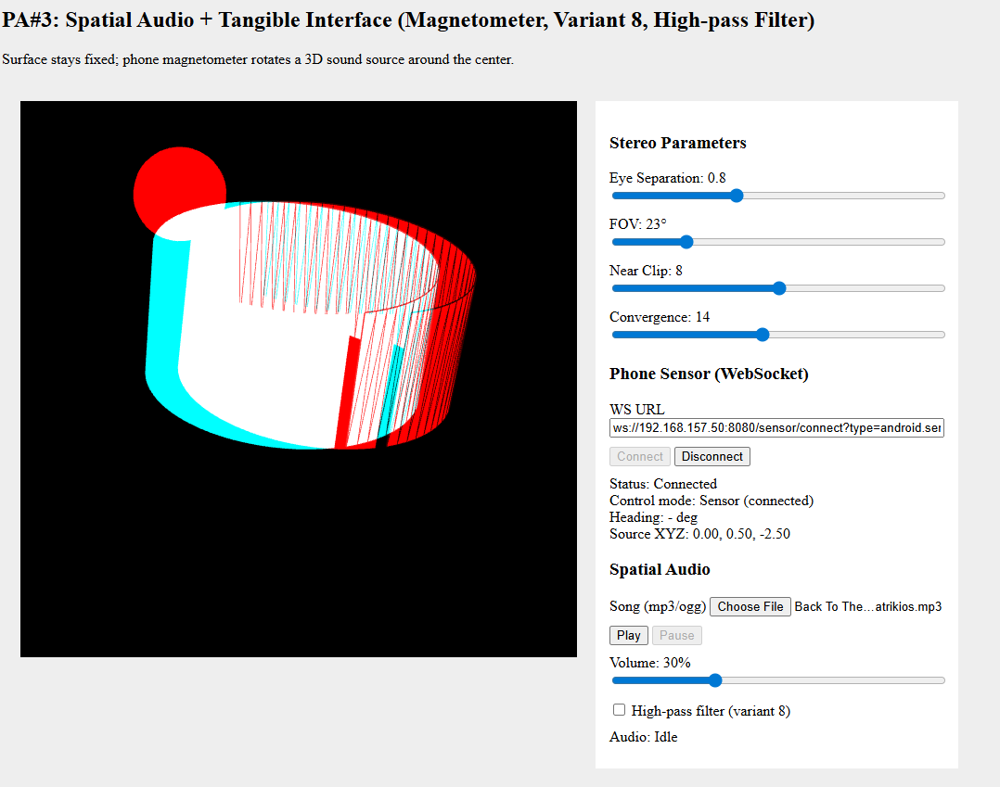 PA#3: Spatial Audio + Tangible Interface (Magnetometer, Variant 8, High-pass Filter)
Surface stays fixed; phone magnetometer rotates a 3D sound source around the center.
Stereo Parameters
Eye Separation: 0.8
FOV: 23°
Near Clip: 8
Convergence: 14
Phone Sensor (WebSocket)
WS URL
ws://192.168.157.50:8080/sensor/connect?type=android.ser
Connect Disconnect
Status: Connected
Control mode: Sensor (connected)
Heading: - deg
Source XYZ: 0.00, 0.50, -2.50
Spatial Audio
Song (mp3/ogg) Choose File Back To The...atrikios.mp3
Play Pause
Volume: 30%
High-pass filter (variant 8)
Audio: Idle